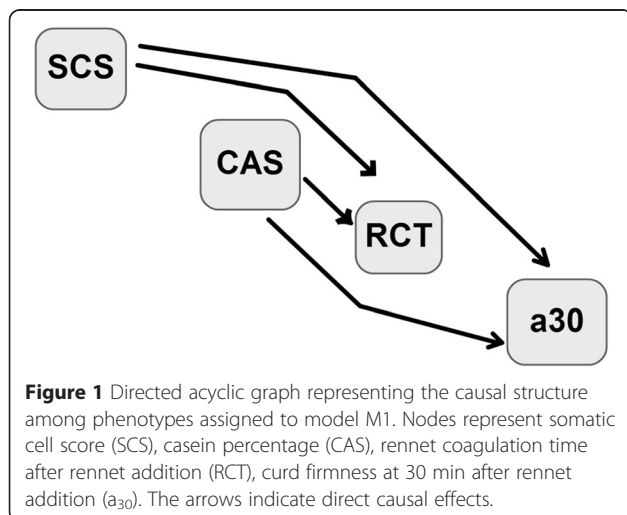 SCS
CAS
RCT
a30
Figure 1 Directed acyclic graph representing the causal structure
among phenotypes assigned to model M1. Nodes represent somatic
cell score (SCS), casein percentage (CAS), rennet coagulation time
after rennet addition (RCT), curd firmness at 30 min after rennet
addition (a₃₀). The arrows indicate direct causal effects.